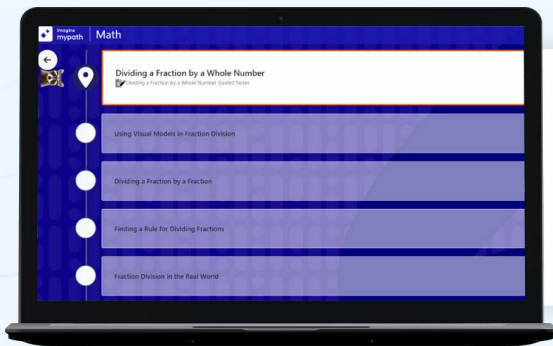 imagine
mypath
Math
Dividing a Fraction by a Whole Number
Dividing a Fraction by a Whole Number Guided Notes
Using Visual Models in Fraction Division
Dividing a Fraction by a Fraction
Finding a Rule for Dividing Fractions
Fraction Division in the Real World